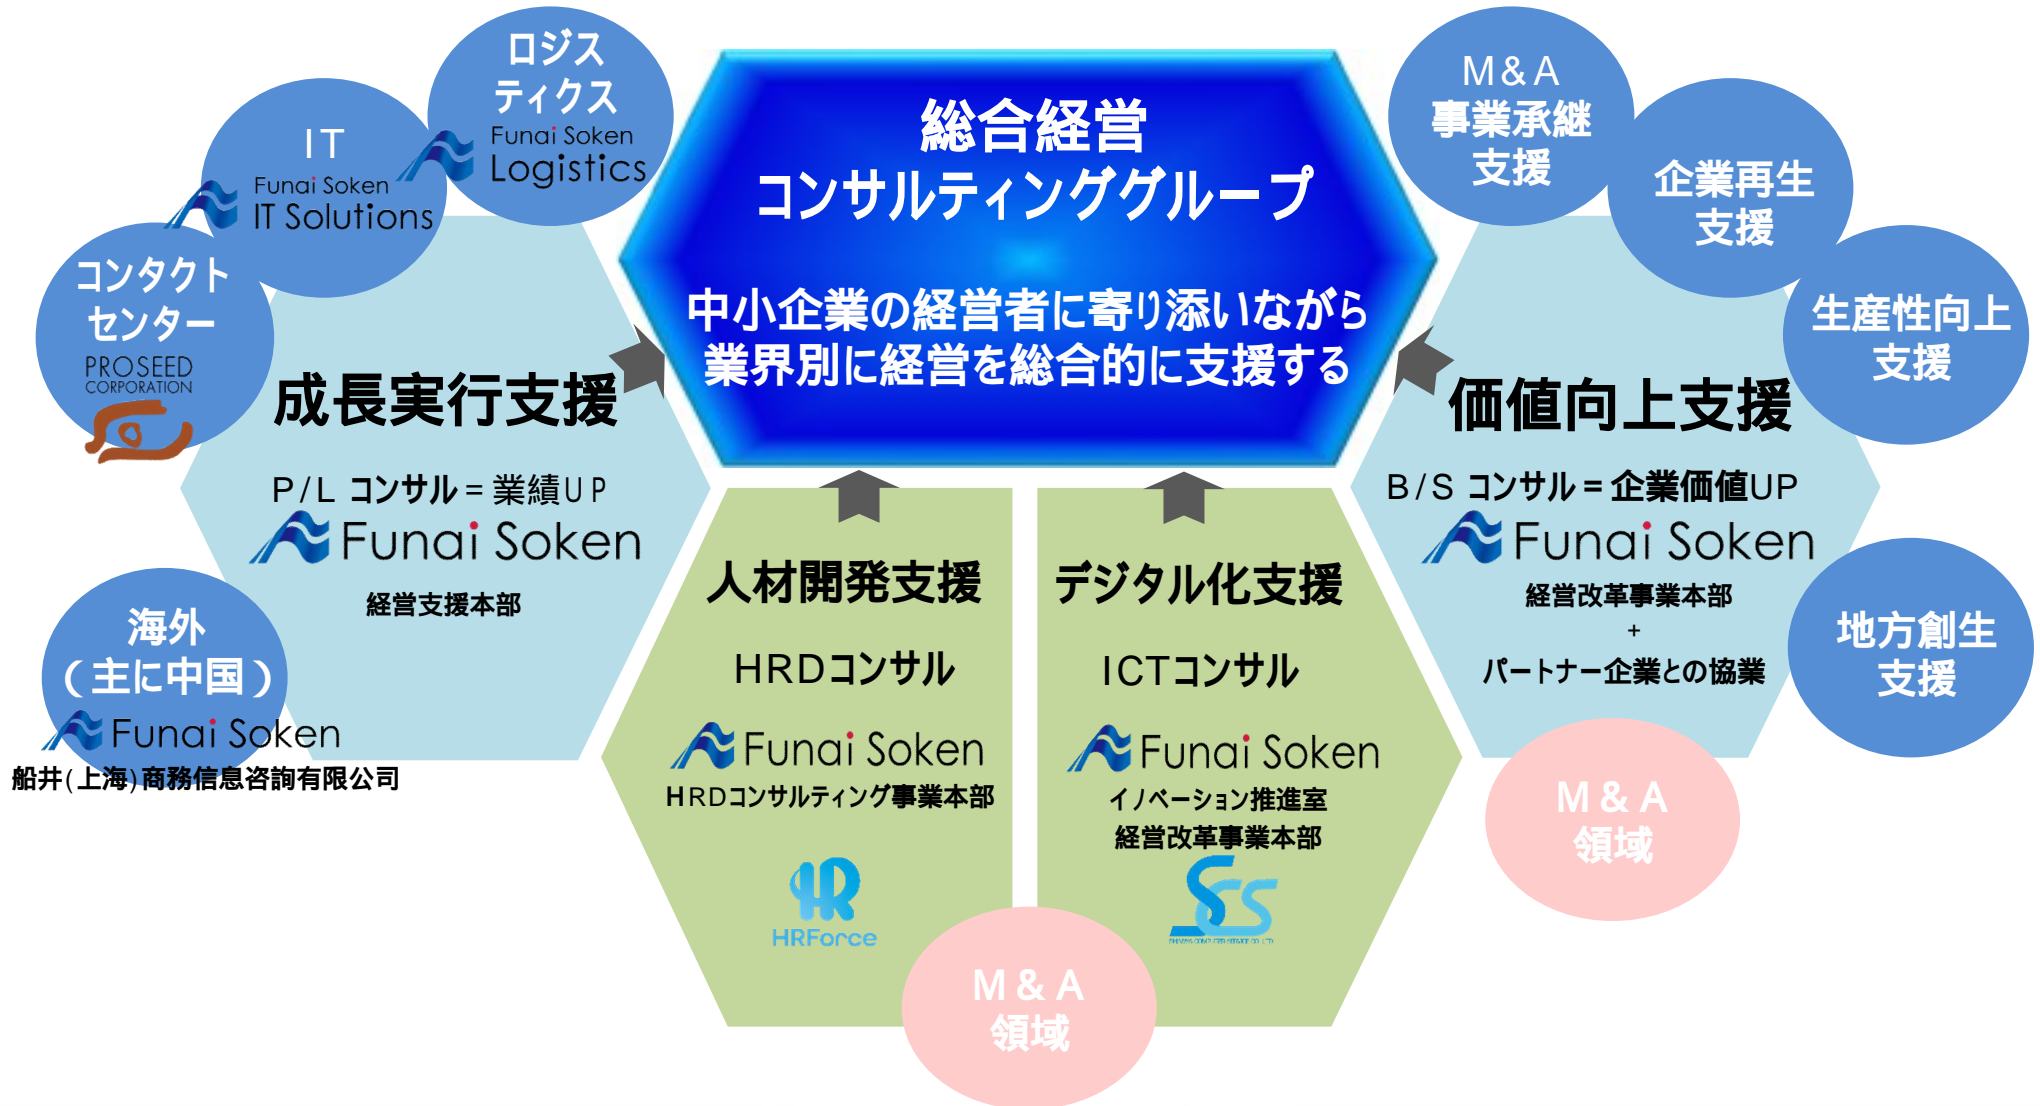 総合経営
コンサルティンググループ
中小企業の経営者に寄り添いながら
業界別に経営を総合的に支援する
ロジス
ティクス
Funai Soken
Logistics
IT
Funai Soken
IT Solutions
コンタクト
センター
PROSEED
CORPORATION
成長実行支援
P/L コンサル = 業績UP
Funai Soken
経営支援本部
海外
(主に中国)
Funai Soken
船井(上海)商務信息咨詢有限公司
人材開発支援
HRDコンサル
Funai Soken
HRDコンサルティング事業本部
HR
HRForce
デジタル化支援
ICTコンサル
Funai Soken
イノベーション推進室
経営改革事業本部
SCS
M & A
領域
M&A
事業承継
支援
企業再生
支援
生産性向上
支援
価値向上支援
B/S コンサル = 企業価値UP
Funai Soken
経営改革事業本部
+
パートナー企業との協業
地方創生
支援
M & A
領域